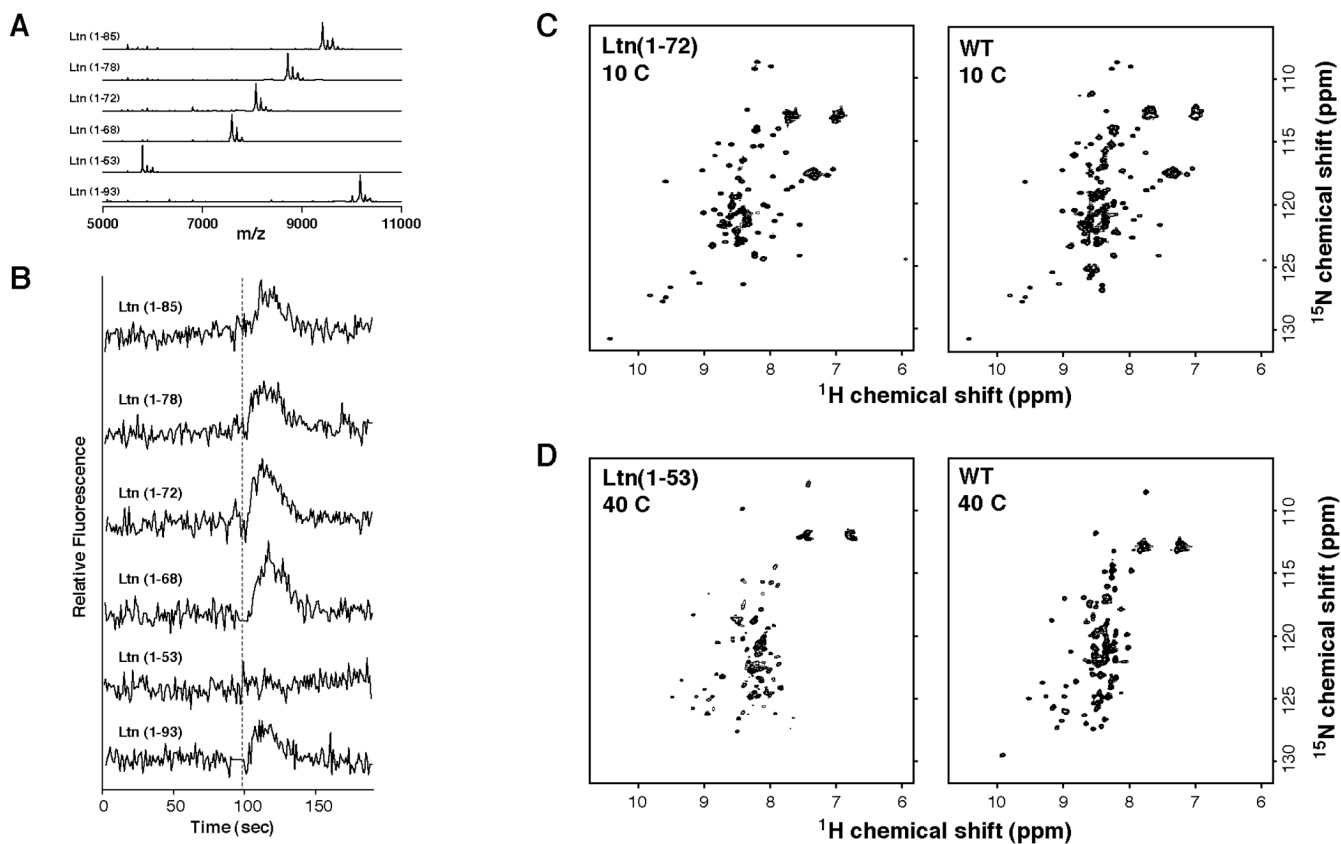 A
Ltn (1-85)
Ltn (1-78)
Ltn (1-72)
Ltn (1-68)
Ltn (1-53)
Ltn (1-93)
5000 7000 9000 11000
m/z
B
Ltn (1-85)
Ltn (1-78)
Ltn (1-72)
Ltn (1-68)
Ltn (1-53)
Ltn (1-93)
Relative Fluorescence
0 50 100 150
Time (sec)
C
Ltn(1-72)
10 C
WT
10 C
110
115
120
125
130
15N chemical shift (ppm)
10 9 8 7 6
10 9 8 7 6
1H chemical shift (ppm)
D
Ltn(1-53)
40 C
WT
40 C
110
115
120
125
130
15N chemical shift (ppm)
10 9 8 7 6
10 9 8 7 6
1H chemical shift (ppm)